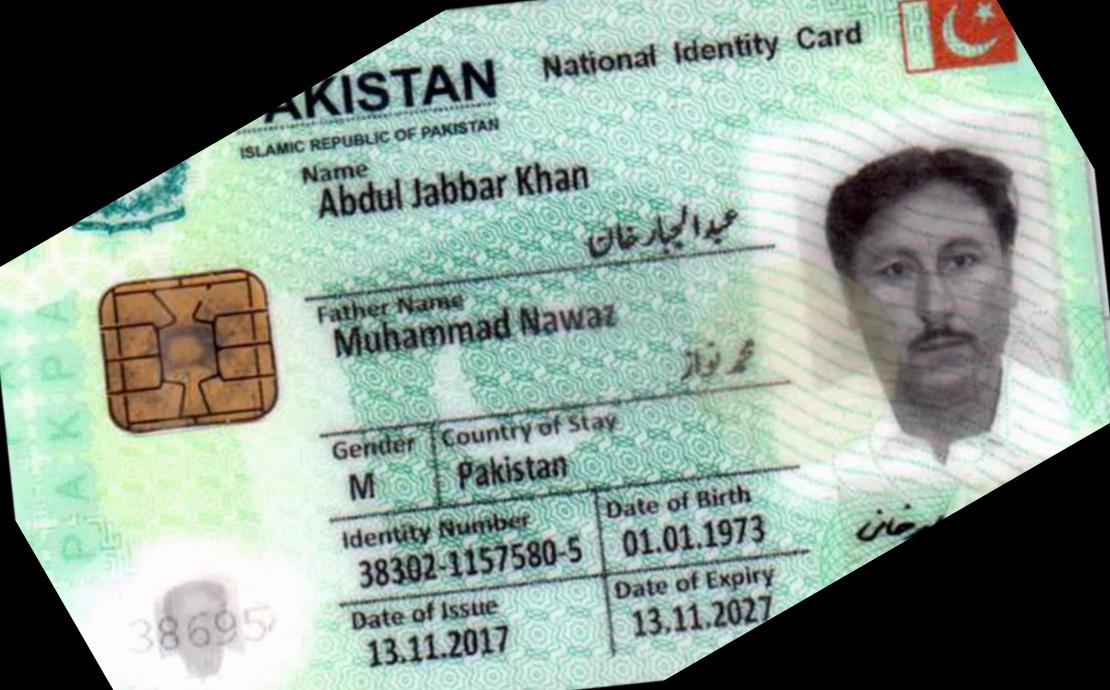 AKISTAN National Identity Card
ISLAMIC REPUBLIC OF PAKISTAN
Name
Abdul Jabbar Khan
عبدالجبار خان
Father Name
Muhammad Nawaz
محمد نواز
Gender Country of Stay
M Pakistan
Identity Number Date of Birth
38302-1157580-5 01.01.1973
Date of Issue Date of Expiry
13.11.2017 13.11.2027
خان
PAKPA
38695